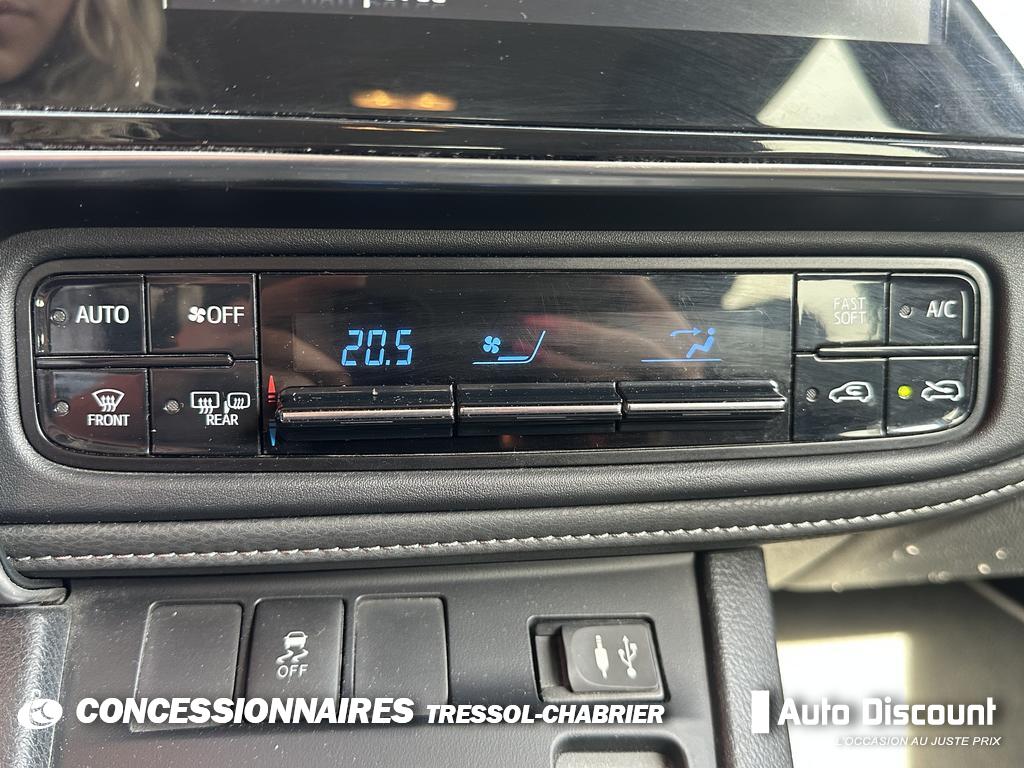 AUTO
OFF
20.5
FAST
SOFT
A/C
FRONT
REAR
OFF
CONCESSIONNAIRES TRESSOL-CHABRIER
Auto Discount
L'OCCASION AU JUSTE PRIX